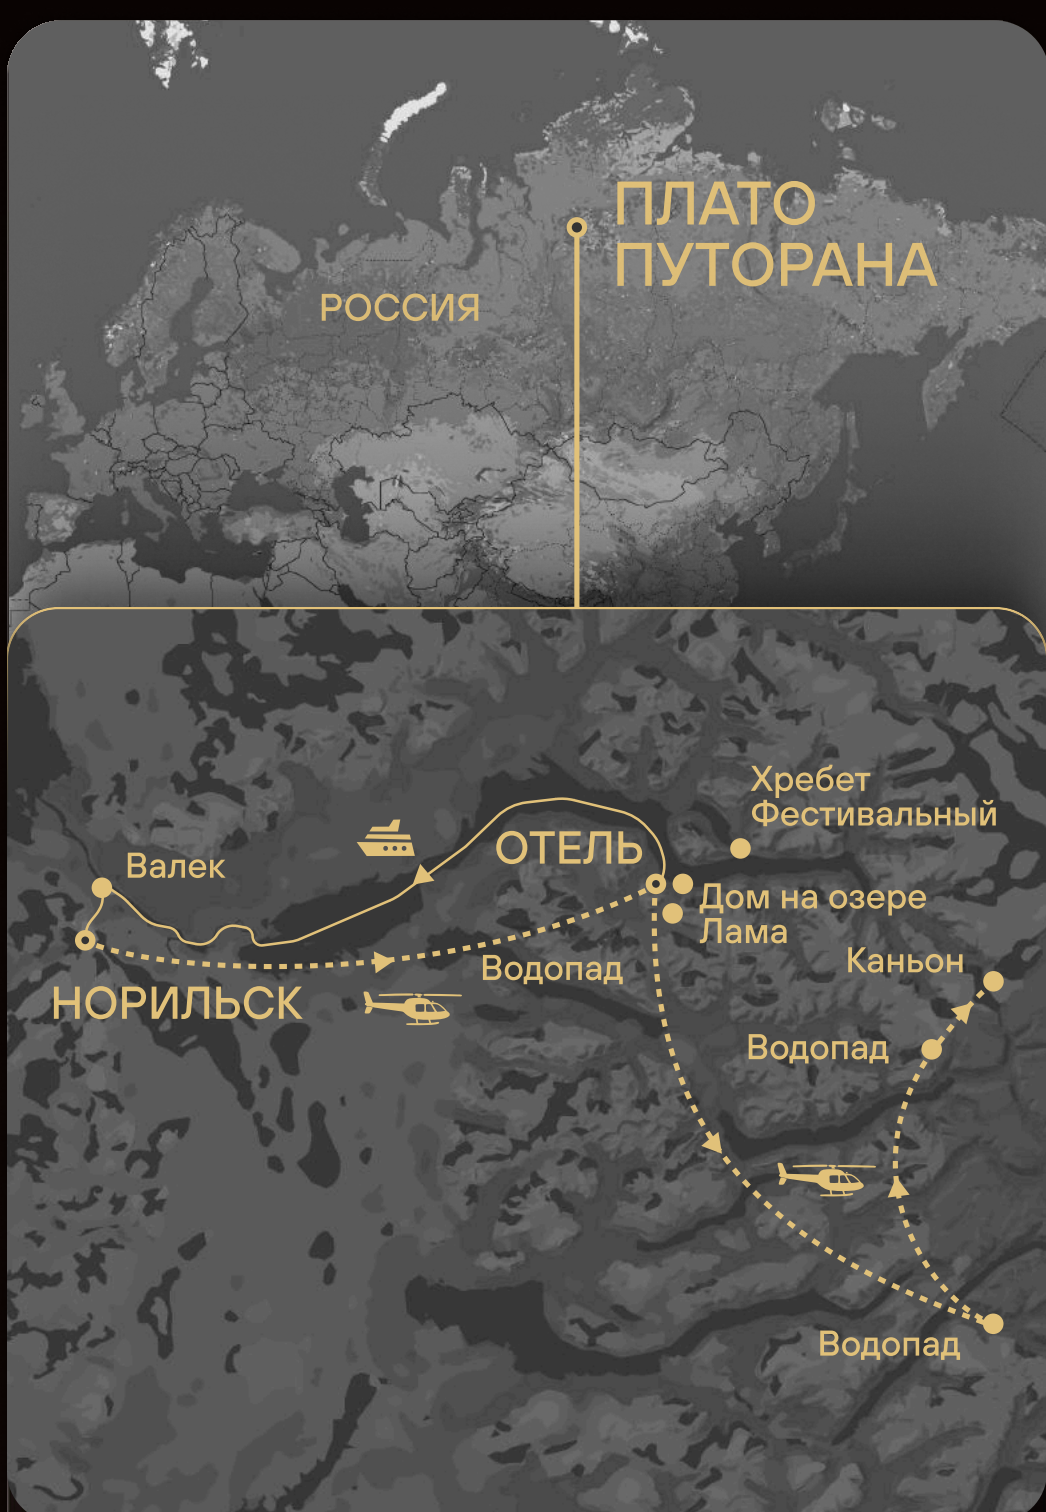 ПЛАТО
ПУТОРАНА
РОССИЯ
Хребет
Фестивальный
ОТЕЛЬ
Валек
Дом на озере
Лама
Каньон
Водопад
НОРИЛЬСК
Водопад
Водопад